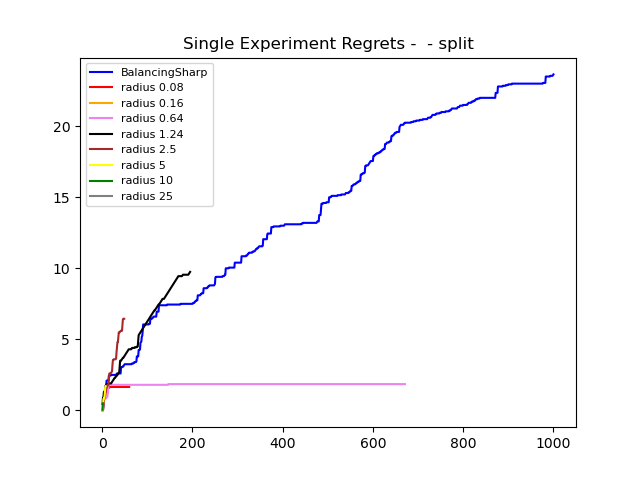 Single Experiment Regrets -  - split
BalancingSharp
radius 0.08
radius 0.16
radius 0.64
radius 1.24
radius 2.5
radius 5
radius 10
radius 25
20
15
10
5
0
0 200 400 600 800 1000